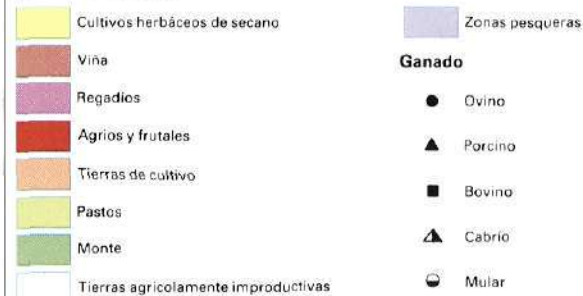 Cultivos herbáceos de secano
Viña
Regadíos
Agrios y frutales
Tierras de cultivo
Pastos
Monte
Tierras agricolamente improductivas
Zonas pesqueras
Ganado
Ovino
Porcino
Bovino
Cabrío
Mular